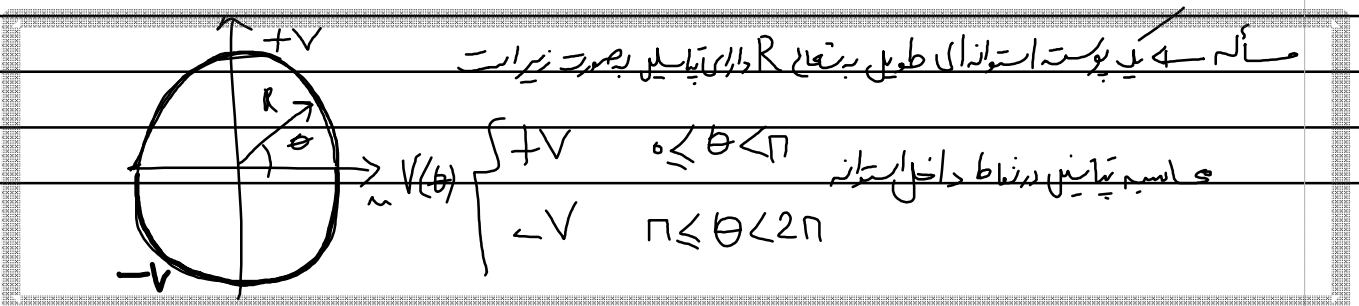 مسأله ← یک پوسته استوانه‌ای طویل به شعاع R دارای پتانسیل بصورت زیر است
+V
R
θ
V(θ) { +V    0 ≤ θ < π
-V    π ≤ θ < 2π
محاسبه پتانسیل در نقاط داخل استوانه
-V